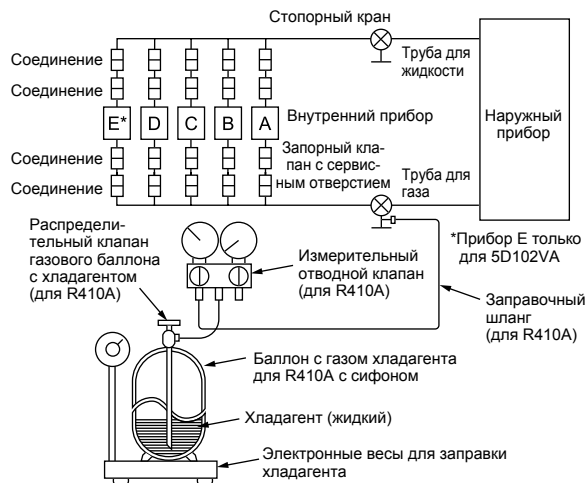 Стопорный кран
Соединение
Труба для
жидкости
Соединение
E*
D
C
B
A
Внутренний прибор
Наружный
прибор
Соединение
Запорный кла-
пан с сервис-
ным отверстием
Труба для
газа
Соединение
Распредели-
тельный клапан
газового баллона
с хладагентом
(для R410A)
*Прибор E только
для 5D102VA
Измерительный
отводной клапан
(для R410A)
Заправочный
шланг
(для R410A)
Баллон с газом хладагента
для R410A с сифоном
Хладагент (жидкий)
Электронные весы для заправки
хладагента